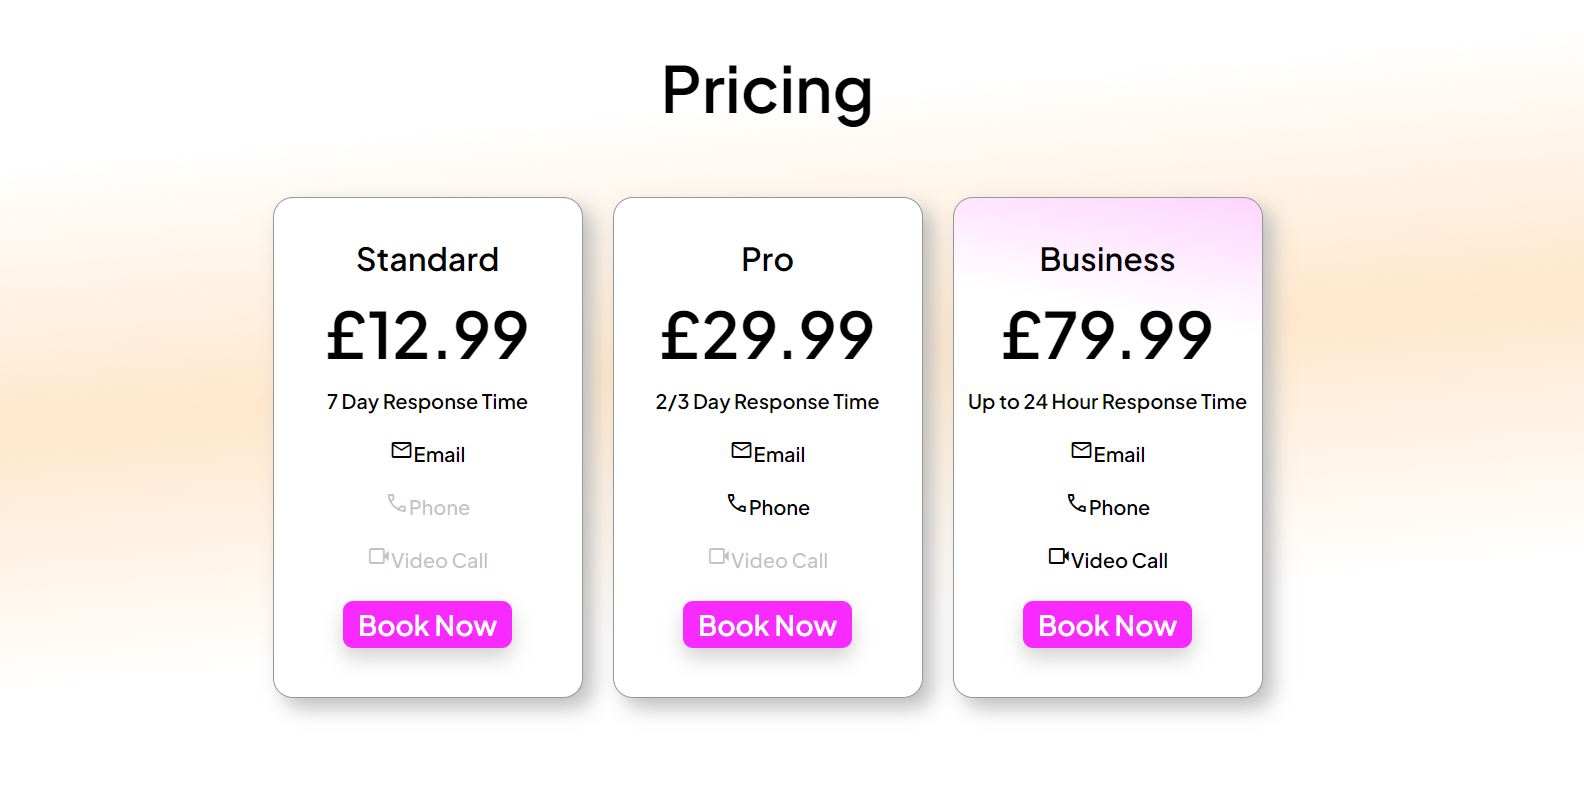 Pricing
Standard
£12.99
7 Day Response Time
Email
Phone
Video Call
Book Now
Pro
£29.99
2/3 Day Response Time
Email
Phone
Video Call
Book Now
Business
£79.99
Up to 24 Hour Response Time
Email
Phone
Video Call
Book Now